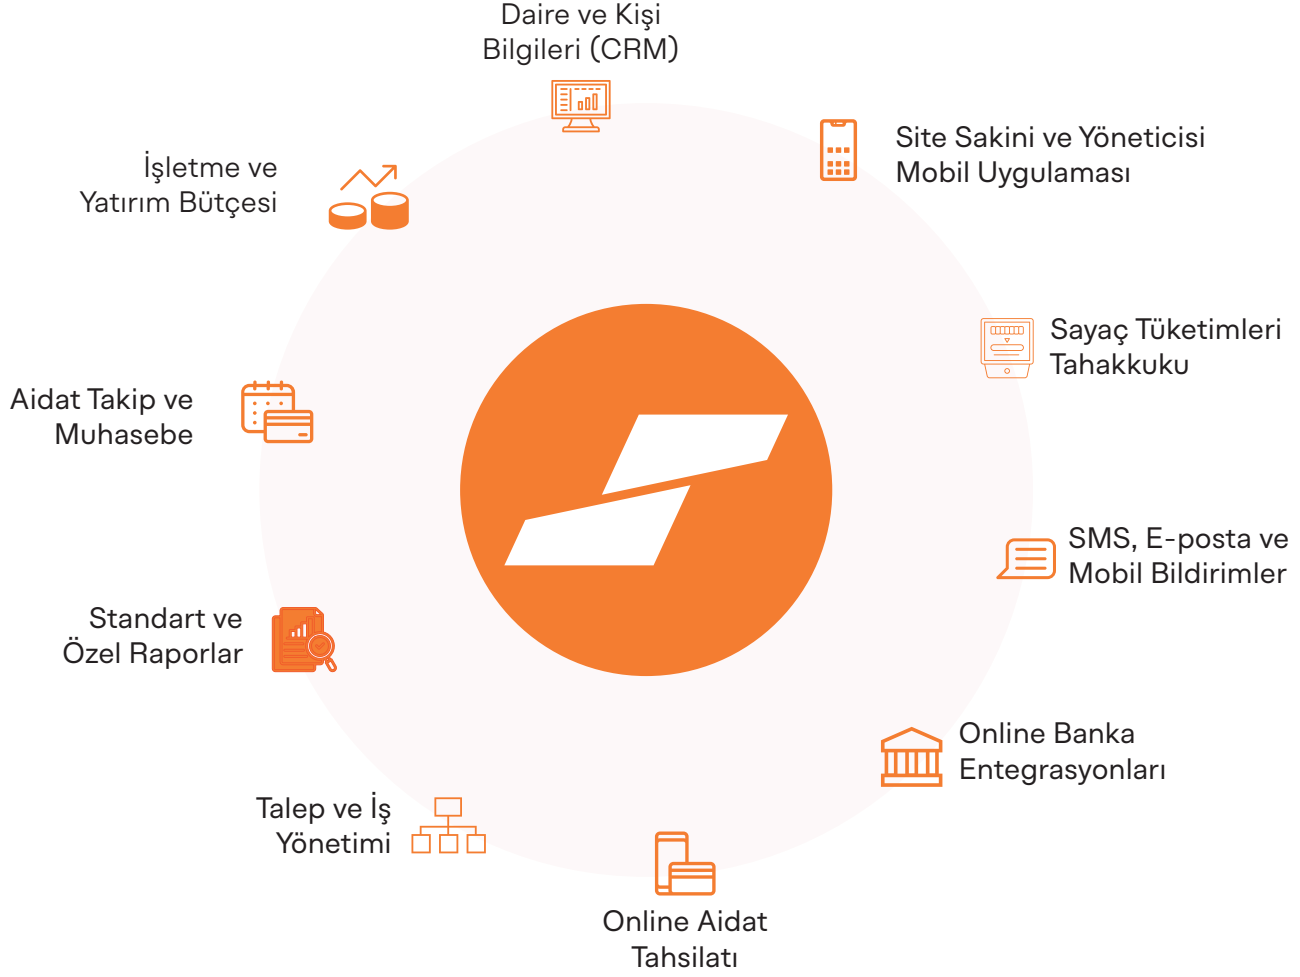 Daire ve Kişi
Bilgileri (CRM)
Site Sakini ve Yöneticisi
Mobil Uygulaması
Sayaç Tüketimleri
Tahakkuku
SMS, E-posta ve
Mobil Bildirimler
Online Banka
Entegrasyonları
Online Aidat
Tahsilatı
Talep ve İş
Yönetimi
Standart ve
Özel Raporlar
Aidat Takip ve
Muhasebe
İşletme ve
Yatırım Bütçesi